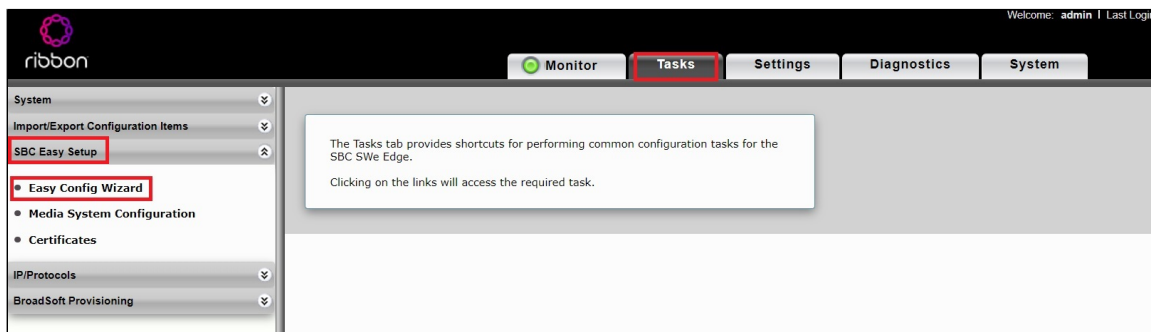 Welcome: admin | Last Login
ribbon
Monitor
Tasks
Settings
Diagnostics
System
System
Import/Export Configuration Items
SBC Easy Setup
Easy Config Wizard
Media System Configuration
Certificates
IP/Protocols
BroadSoft Provisioning
The Tasks tab provides shortcuts for performing common configuration tasks for the
SBC SWe Edge.
Clicking on the links will access the required task.